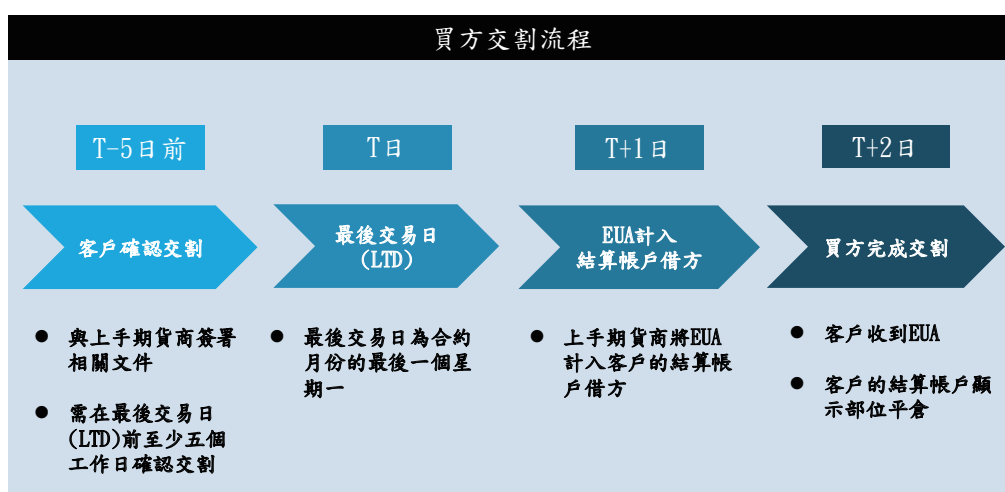 買方交割流程
T-5日前
T日
T+1日
T+2日
客戶確認交割
最後交易日
(LTD)
EUA計入
結算帳戶借方
買方完成交割
● 與上手期貨商簽署
相關文件
● 需在最後交易日
(LTD)前至少五個
工作日確認交割
● 最後交易日為合約
月份的最後一個星
期一
● 上手期貨商將EUA
計入客戶的結算帳
戶借方
● 客戶收到EUA
● 客戶的結算帳戶顯
示部位平倉